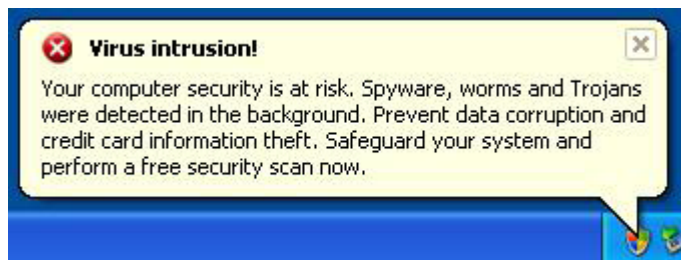 Virus intrusion!
Your computer security is at risk. Spyware, worms and Trojans
were detected in the background. Prevent data corruption and
credit card information theft. Safeguard your system and
perform a free security scan now.